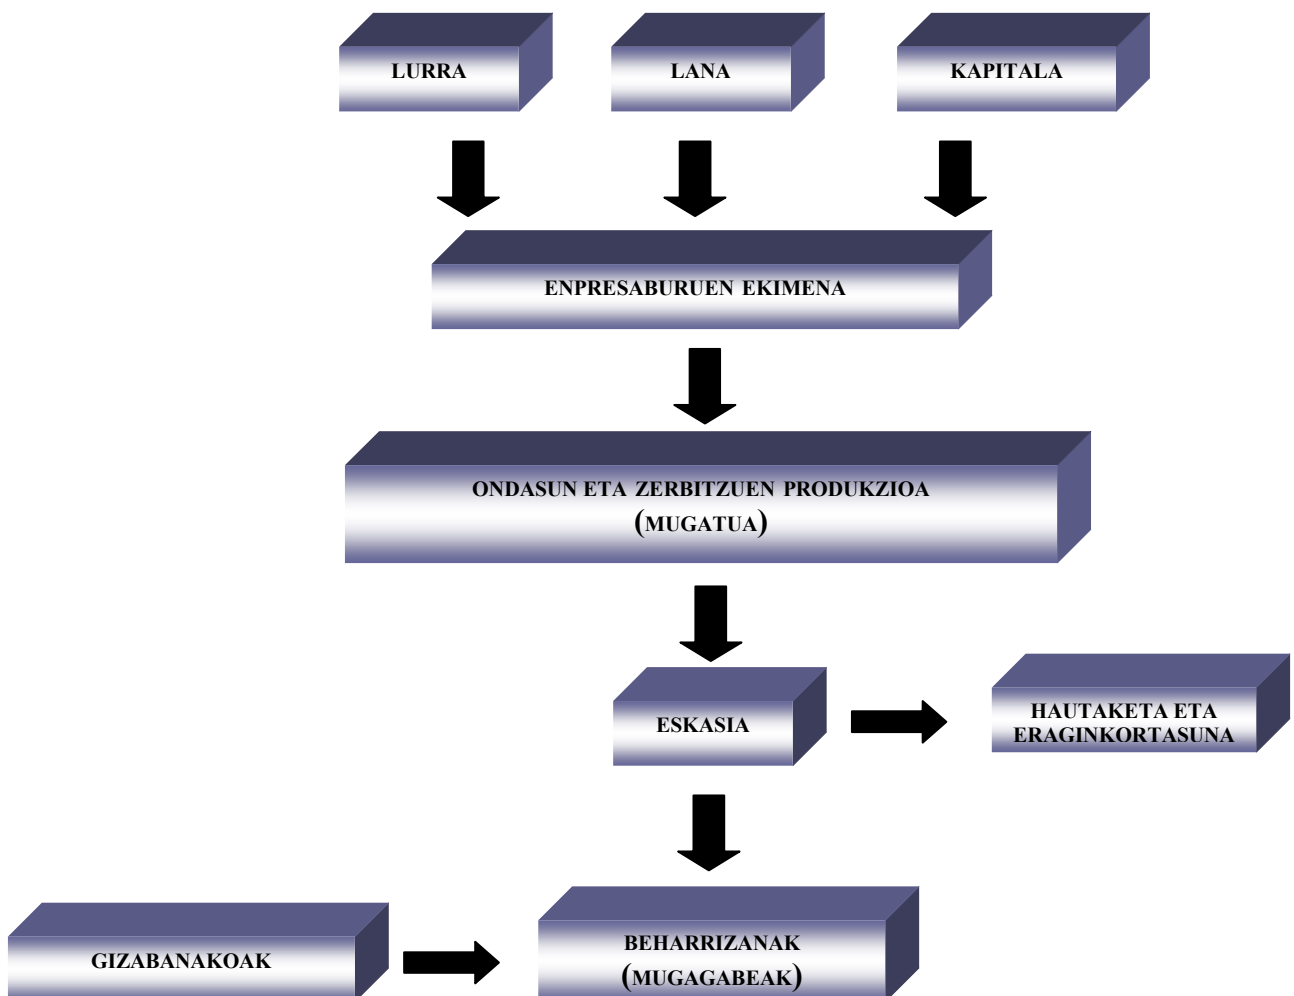 LURRA
LANA
KAPITALA
ENPRESABURUEN EKIMENA
ONDASUN ETA ZERBITZUEN PRODUKZIOA
(MUGATUA)
ESKASIA
HAUTAKETA ETA
ERAGINKORTASUNA
GIZABANAKOAK
BEHARRIZANAK
(MUGAGABEAK)